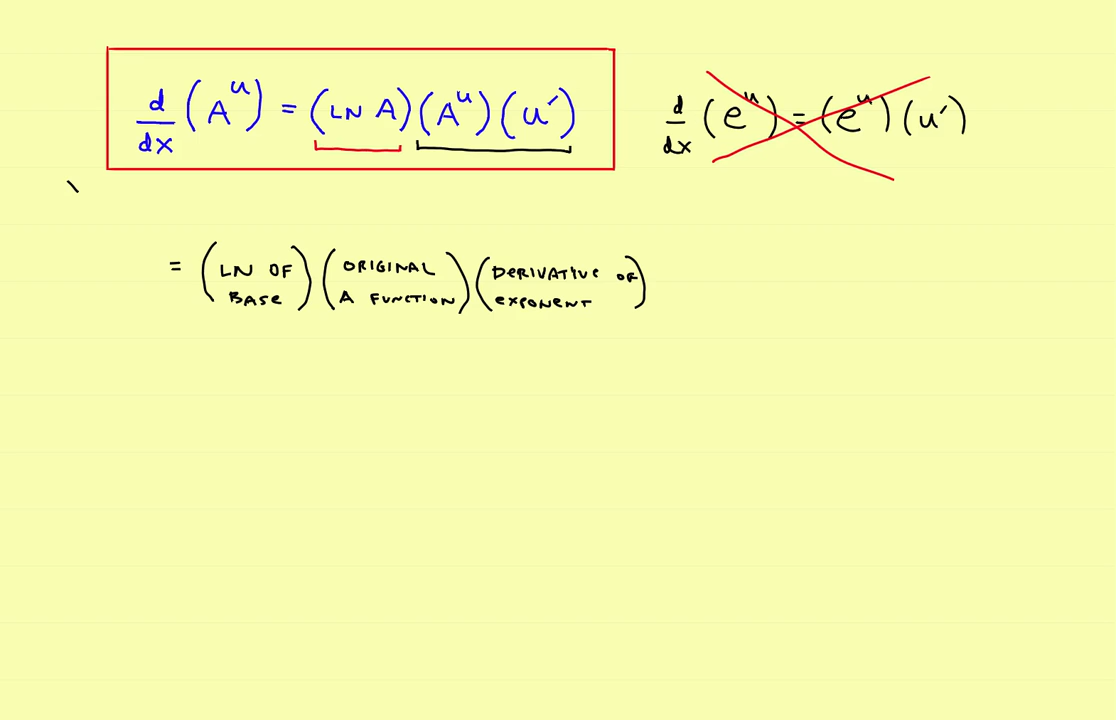 d/dx (A^u) = (LN A)(A^u)(u')
d/dx (e^u) = (e^u)(u')
= (LN OF BASE)(ORIGINAL A FUNCTION)(DERIVATIVE OF EXPONENT)